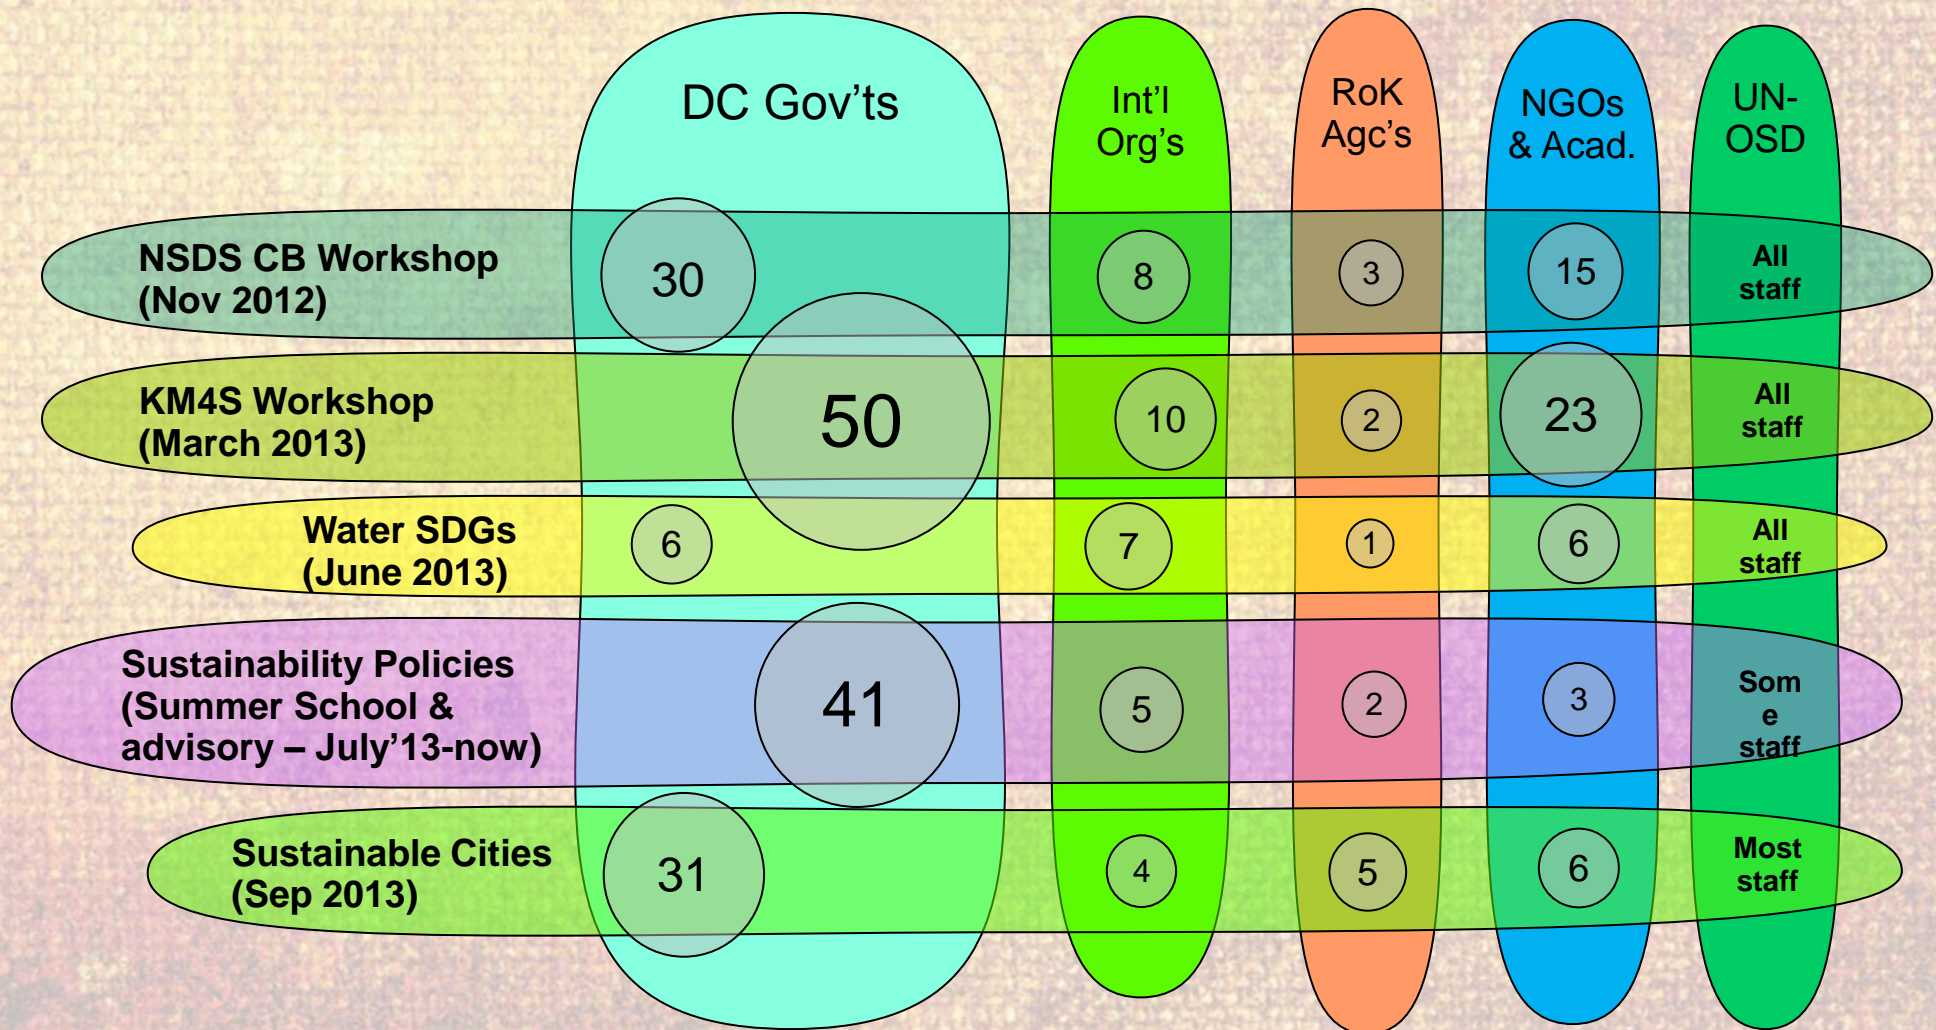 DC Gov'ts
Int'l
Org's
RoK
Agc's
NGOs
& Acad.
UN-
OSD
NSDS CB Workshop
(Nov 2012)
30
8
3
15
All
staff
KM4S Workshop
(March 2013)
50
10
2
23
All
staff
Water SDGs
(June 2013)
6
7
1
6
All
staff
Sustainability Policies
(Summer School &
advisory – July'13-now)
41
5
2
3
Som
e
staff
Sustainable Cities
(Sep 2013)
31
4
5
6
Most
staff